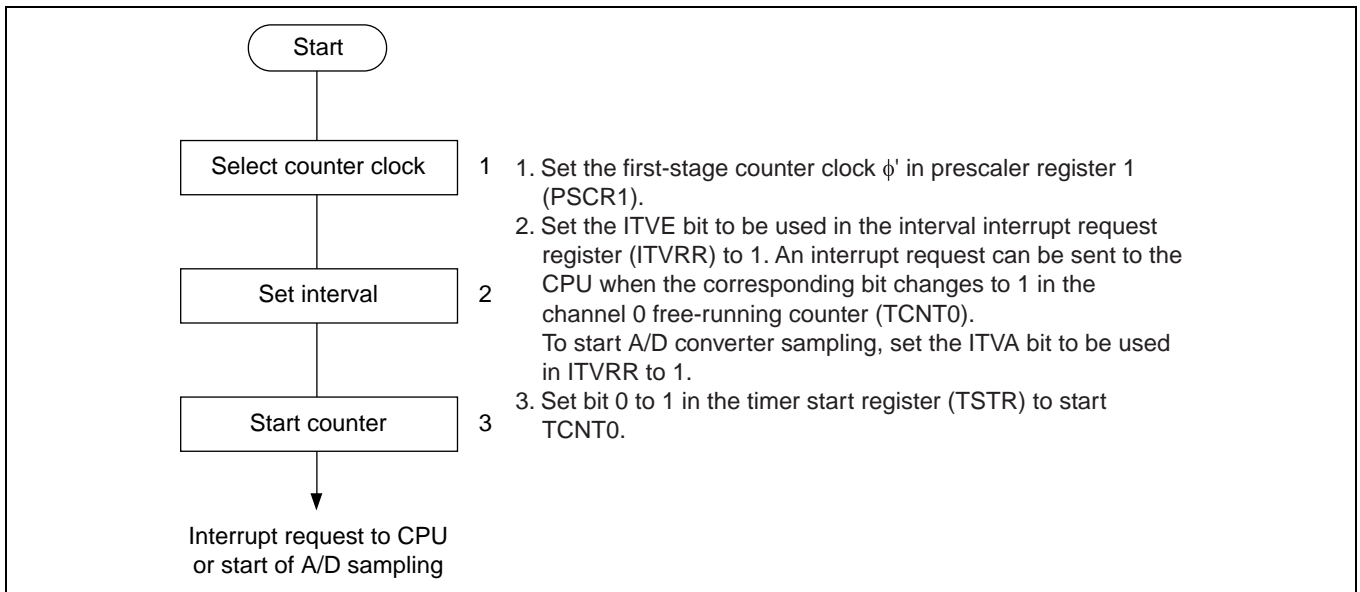 Start
Select counter clock 1
Set interval 2
Start counter 3
Interrupt request to CPU
or start of A/D sampling
1. Set the first-stage counter clock ϕ' in prescaler register 1
(PSCR1).
2. Set the ITVE bit to be used in the interval interrupt request
register (ITVRR) to 1. An interrupt request can be sent to the
CPU when the corresponding bit changes to 1 in the
channel 0 free-running counter (TCNT0).
To start A/D converter sampling, set the ITVA bit to be used
in ITVRR to 1.
3. Set bit 0 to 1 in the timer start register (TSTR) to start
TCNT0.